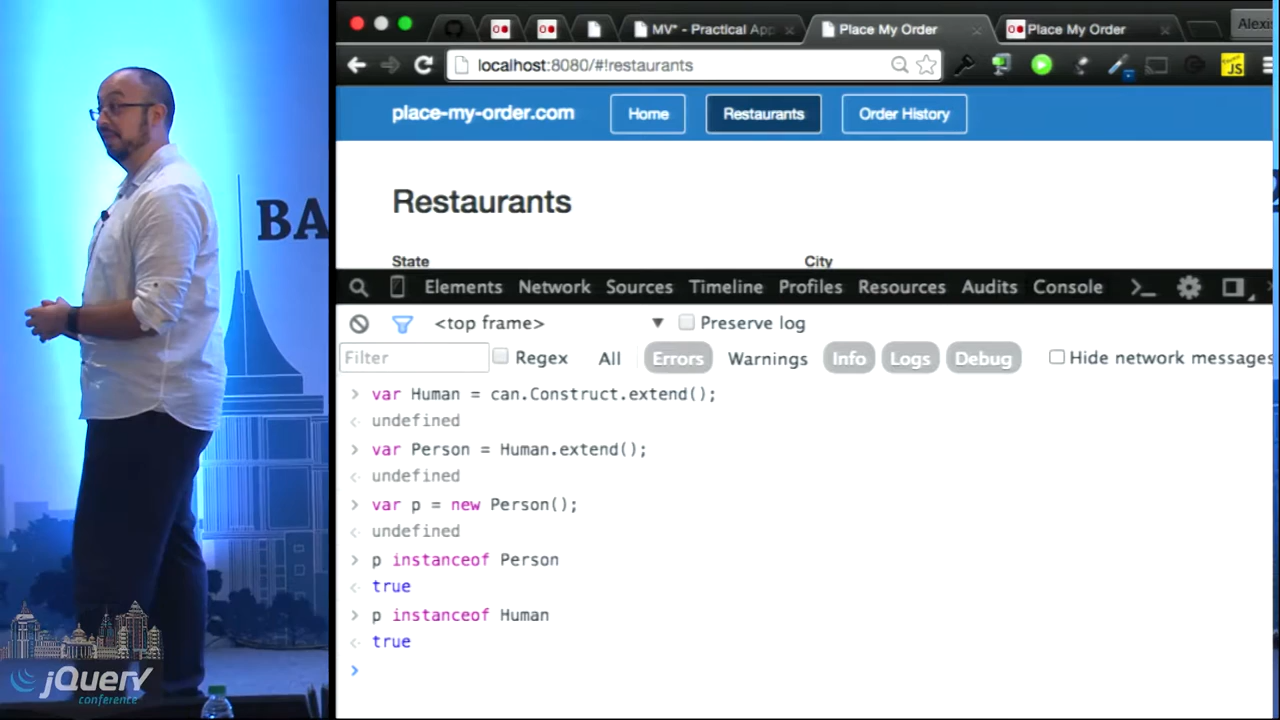 MV* - Practical App
Place My Order
Place My Order
Alexis
localhost:8080/#!restaurants
JS
place-my-order.com
Home
Restaurants
Order History
Restaurants
State
City
Elements Network Sources Timeline Profiles Resources Audits Console
<top frame>
Preserve log
Filter
Regex
All
Errors
Warnings
Info
Logs
Debug
Hide network messages
> var Human = can.Construct.extend();
< undefined
> var Person = Human.extend();
< undefined
> var p = new Person();
< undefined
> p instanceof Person
< true
> p instanceof Human
< true
>
BA
jQuery
conference